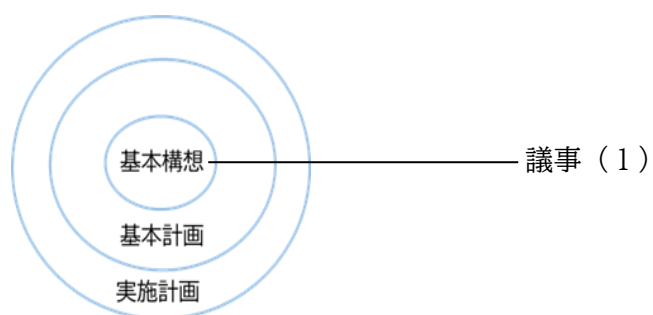 基本構想
議事（１）
基本計画
実施計画